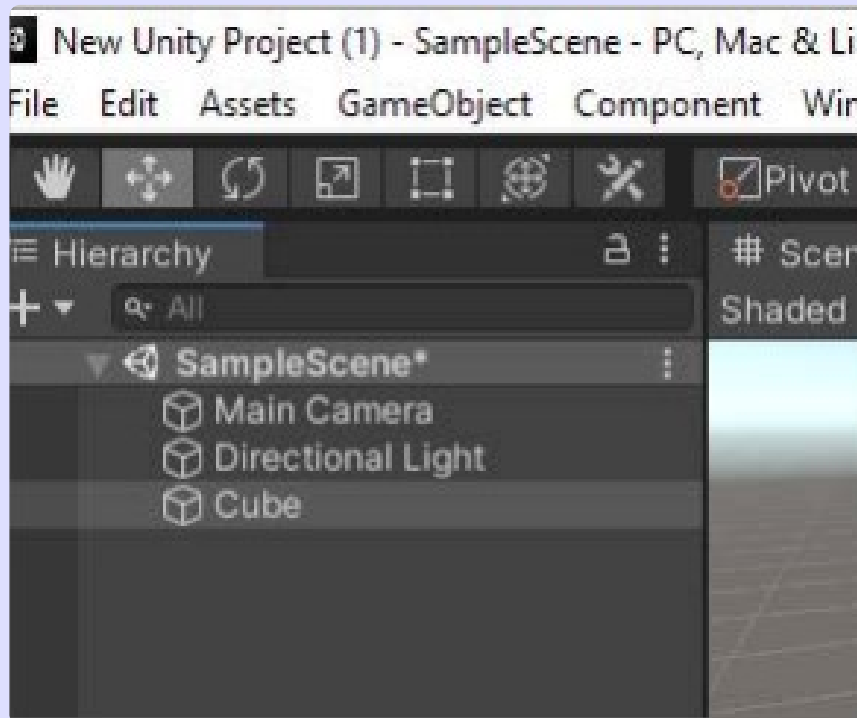 New Unity Project (1) - SampleScene - PC, Mac & Li
File Edit Assets GameObject Component Win
Pivot
Hierarchy
Scen
All
Shaded
SampleScene*
Main Camera
Directional Light
Cube